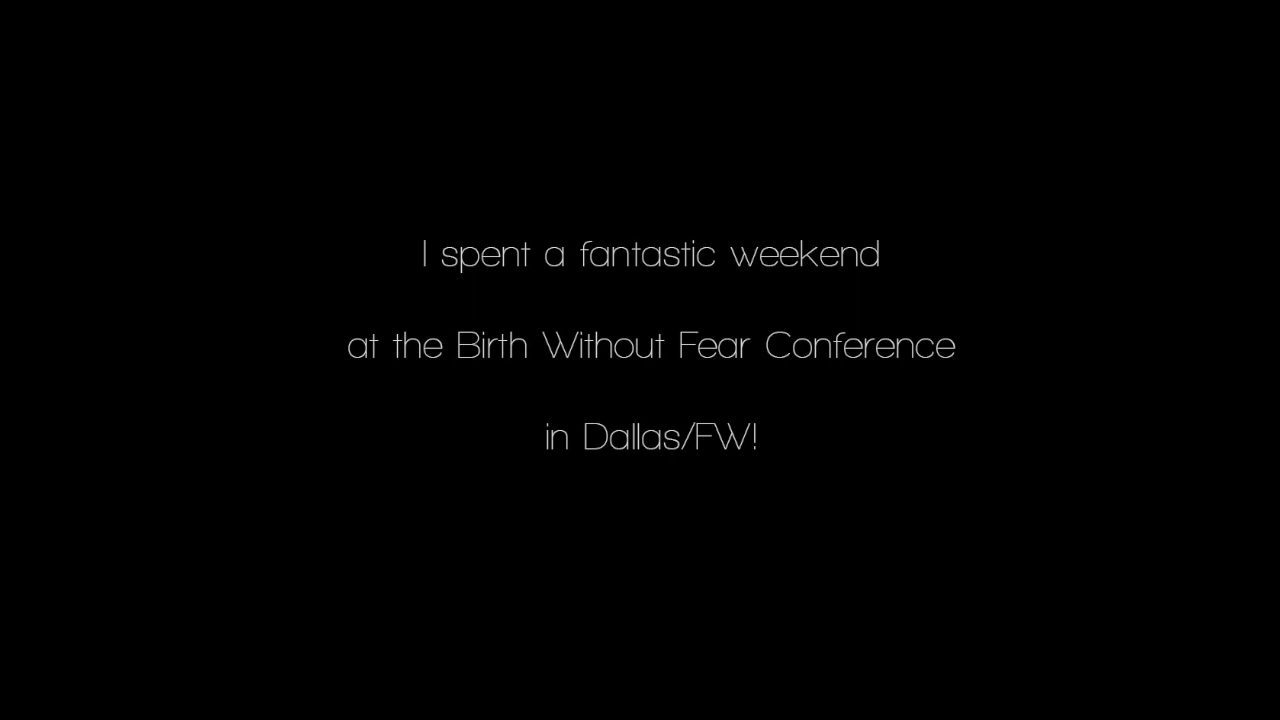 I spent a fantastic weekend
at the Birth Without Fear Conference
in Dallas/FW!